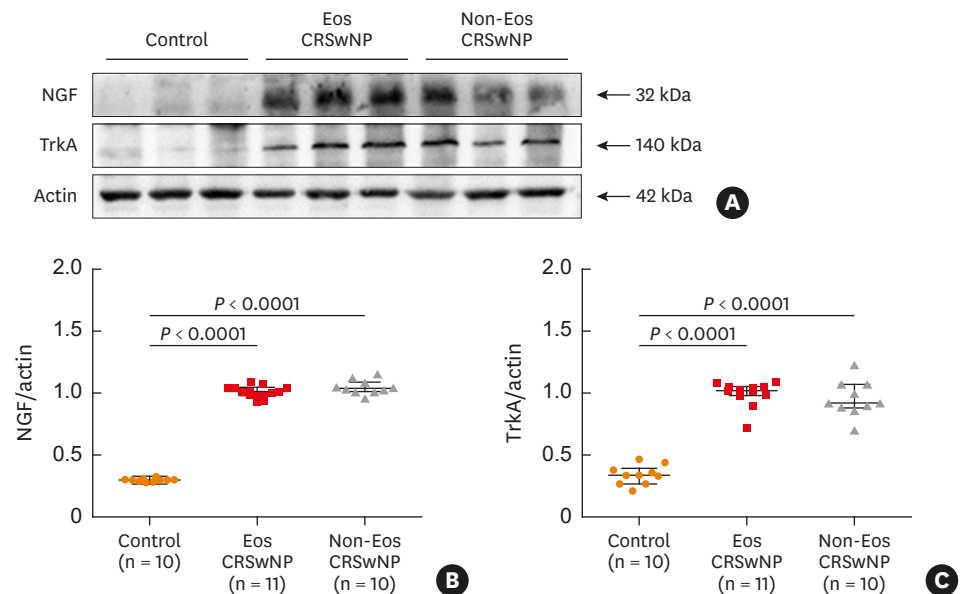 Control
Eos
CRSwNP
Non-Eos
CRSwNP
NGF
32 kDa
TrkA
140 kDa
Actin
42 kDa
A
NGF/actin
2.0
1.5
1.0
0.5
0
P < 0.0001
P < 0.0001
Control
(n = 10)
Eos
CRSwNP
(n = 11)
Non-Eos
CRSwNP
(n = 10)
B
TrkA/actin
2.0
1.5
1.0
0.5
0
P < 0.0001
P < 0.0001
Control
(n = 10)
Eos
CRSwNP
(n = 11)
Non-Eos
CRSwNP
(n = 10)
C